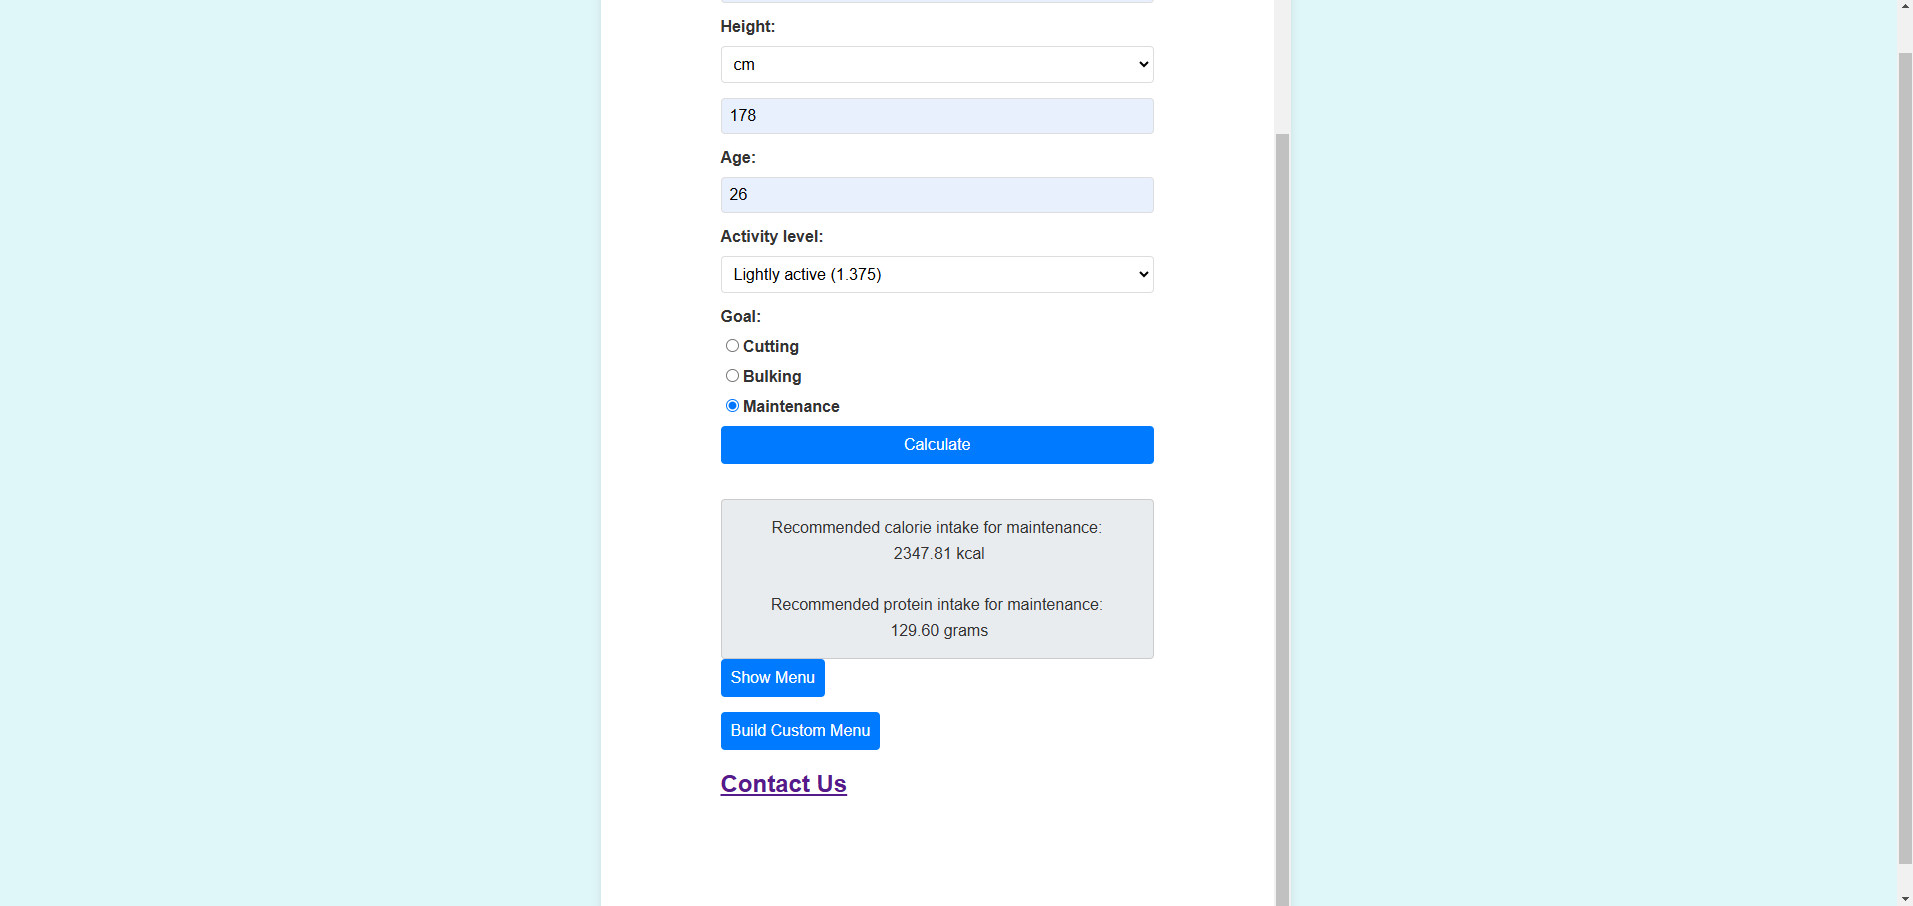 Height:
cm
178
Age:
26
Activity level:
Lightly active (1.375)
Goal:
Cutting
Bulking
Maintenance
Calculate
Recommended calorie intake for maintenance:
2347.81 kcal
Recommended protein intake for maintenance:
129.60 grams
Show Menu
Build Custom Menu
Contact Us